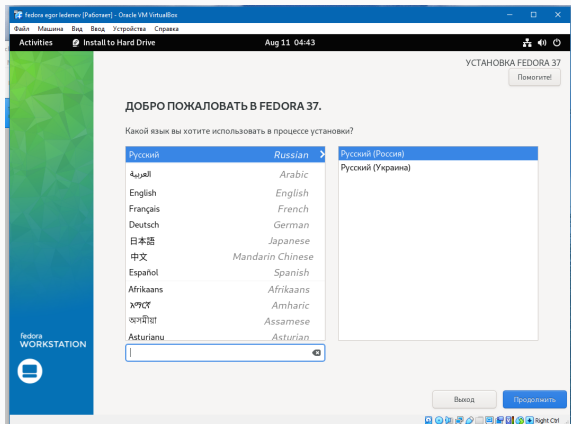 fedora egor ledenev [Работает] - Oracle VM VirtualBox
Файл Машина Вид Ввод Устройства Справка
Activities Install to Hard Drive Aug 11 04:43
УСТАНОВКА FEDORA 37
Помогите!
ДОБРО ПОЖАЛОВАТЬ В FEDORA 37.
Какой язык вы хотите использовать в процессе установки?
Русский Russian Русский (Россия)
العربية Arabic Русский (Украина)
English English
Français French
Deutsch German
日本語 Japanese
中文 Mandarin Chinese
Español Spanish
Afrikaans Afrikaans
አማርኛ Amharic
অসমীয়া Assamese
Asturianu Asturian
fedora
WORKSTATION
Выход Продолжить
Right Ctrl